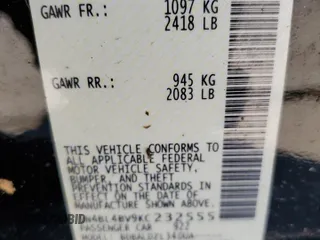 GAWR FR.: 1097 KG
2418 LB
GAWR RR.: 945 KG
2083 LB
THIS VEHICLE CONFORMS TO
ALL APPLICABLE FEDERAL
MOTOR VEHICLE SAFETY,
BUMPER, AND THEFT
PREVENTION STANDARDS
IN EFFECT ON THE DATE OF
MANUFACTURE SHOWN ABOVE.
1N4BL4BV9KC232555
PASSENGER CAR 922